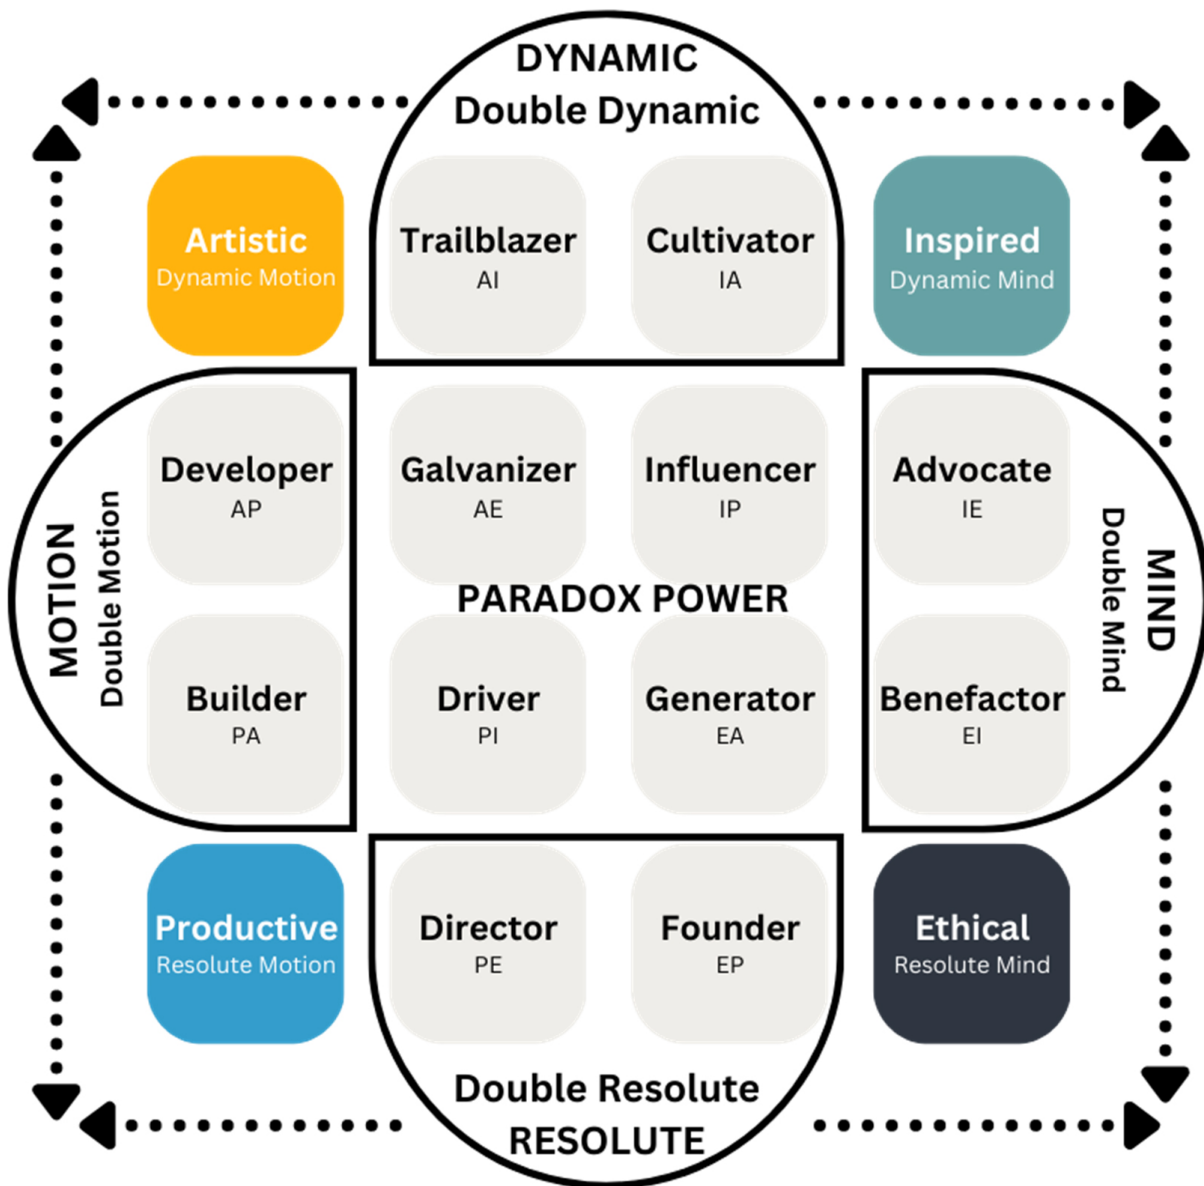 DYNAMIC
Double Dynamic
Artistic
Dynamic Motion
Trailblazer
AI
Cultivator
IA
Inspired
Dynamic Mind
MOTION
Double Motion
Developer
AP
Galvanizer
AE
Influencer
IP
Advocate
IE
MIND
Double Mind
PARADOX POWER
Builder
PA
Driver
PI
Generator
EA
Benefactor
EI
Productive
Resolute Motion
Director
PE
Founder
EP
Ethical
Resolute Mind
Double Resolute
RESOLUTE